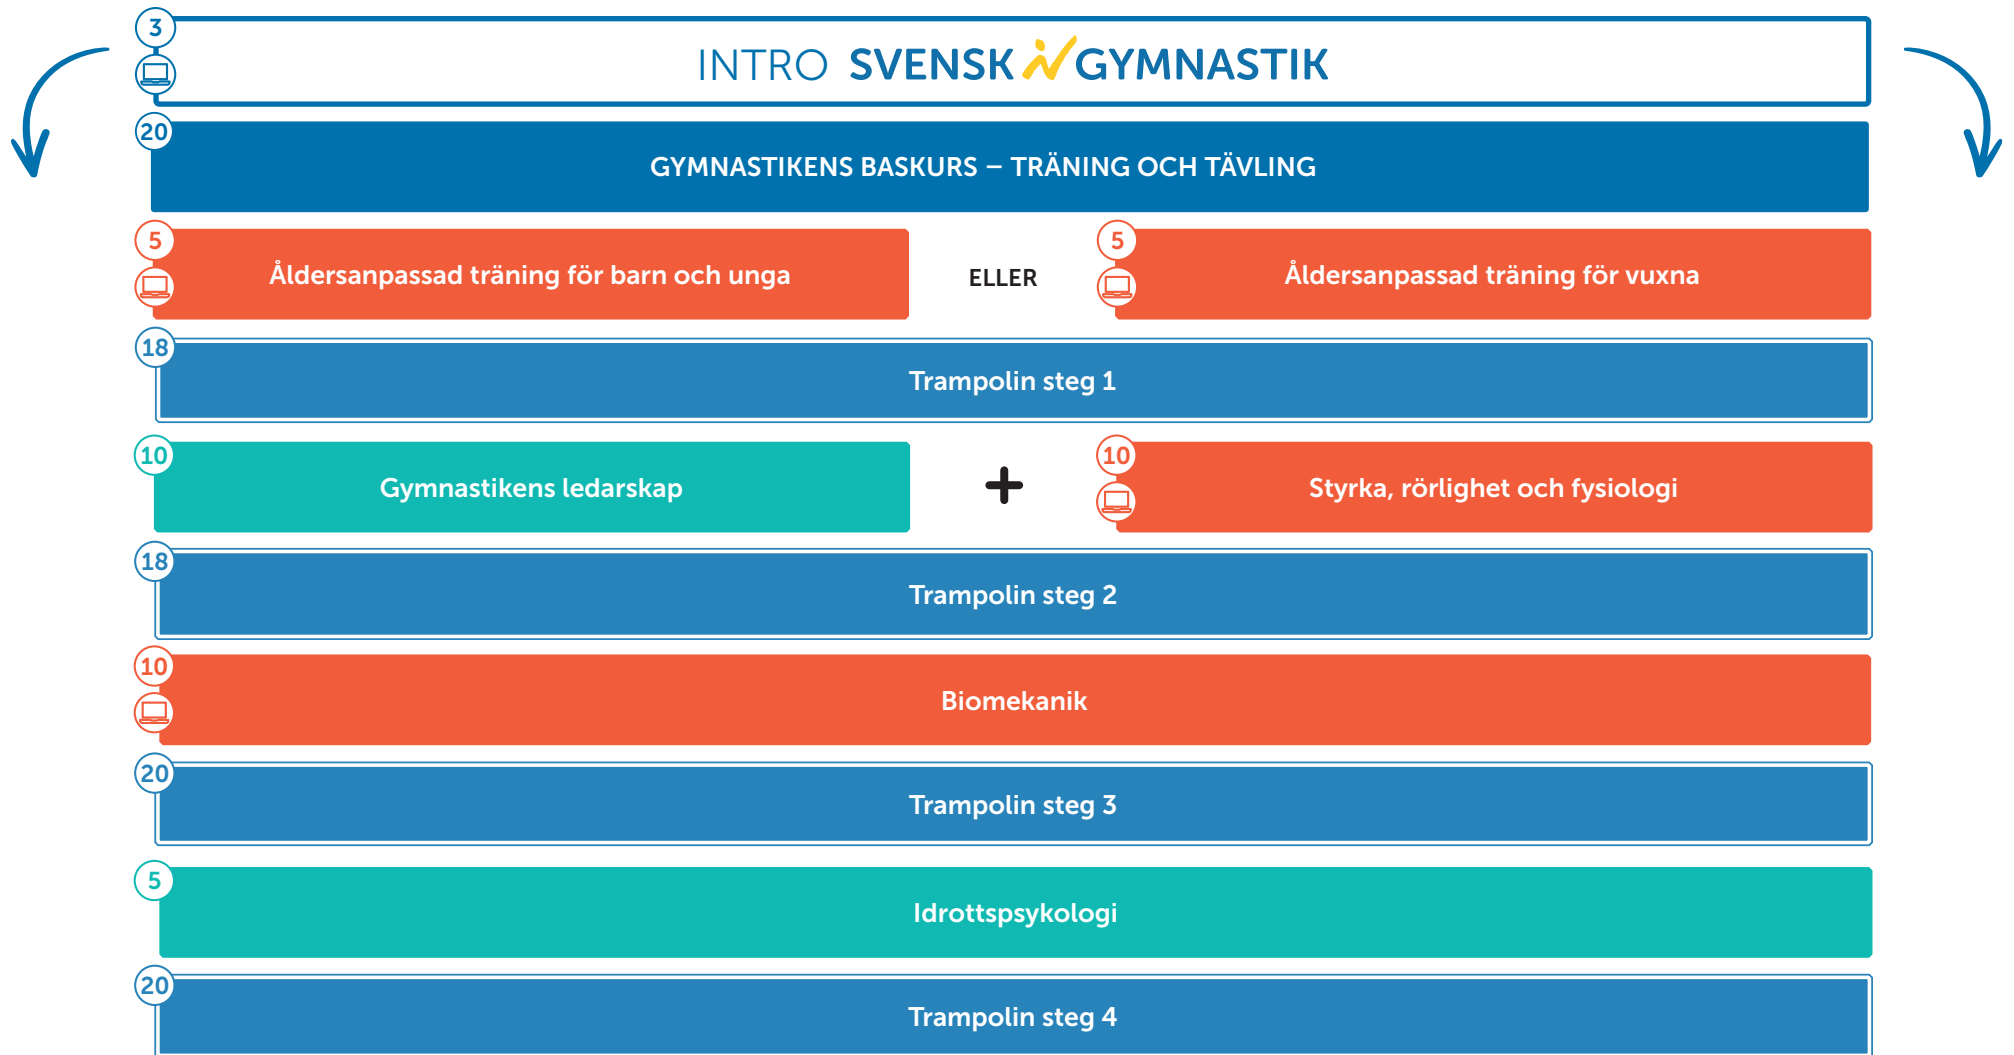 3
INTRO SVENSK GYMNASTIK
20
GYMNASTIKENS BASKURS – TRÄNING OCH TÄVLING
5
Åldersanpassad träning för barn och unga
ELLER
5
Åldersanpassad träning för vuxna
18
Trampolin steg 1
10
Gymnastikens ledarskap
+
10
Styrka, rörlighet och fysiologi
18
Trampolin steg 2
10
Biomekanik
20
Trampolin steg 3
5
Idrottspsykologi
20
Trampolin steg 4